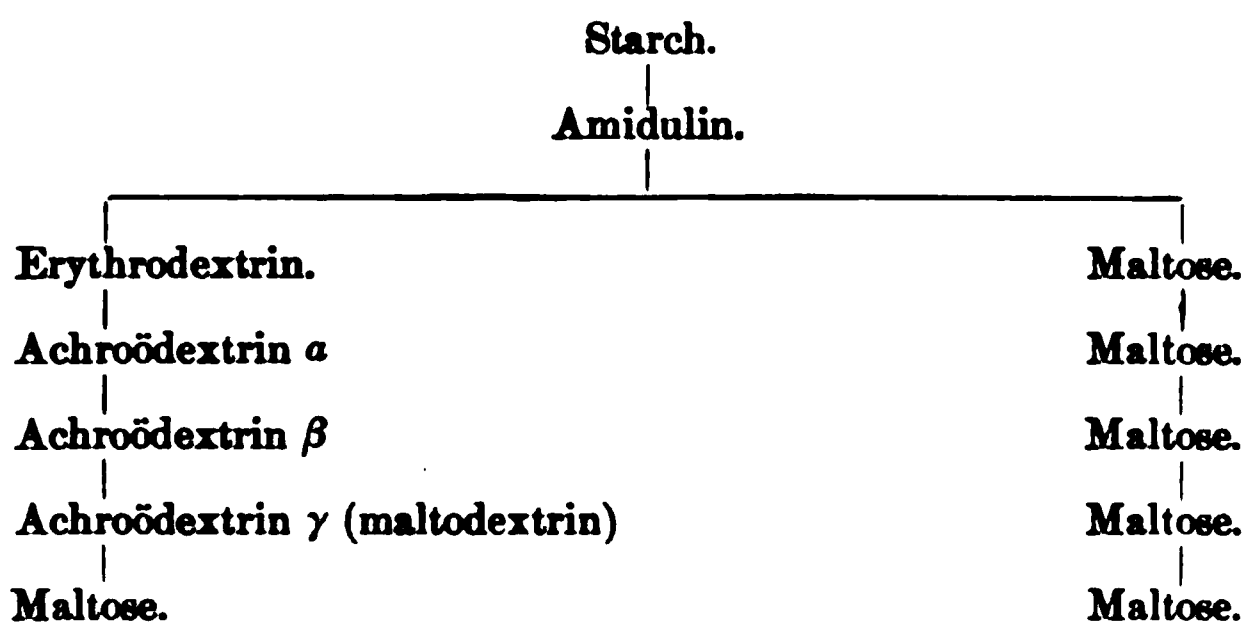 Starch.
Amidulin.
Erythrodextrin. Maltose.
Achroödextrin α Maltose.
Achroödextrin β Maltose.
Achroödextrin γ (maltodextrin) Maltose.
Maltose. Maltose.